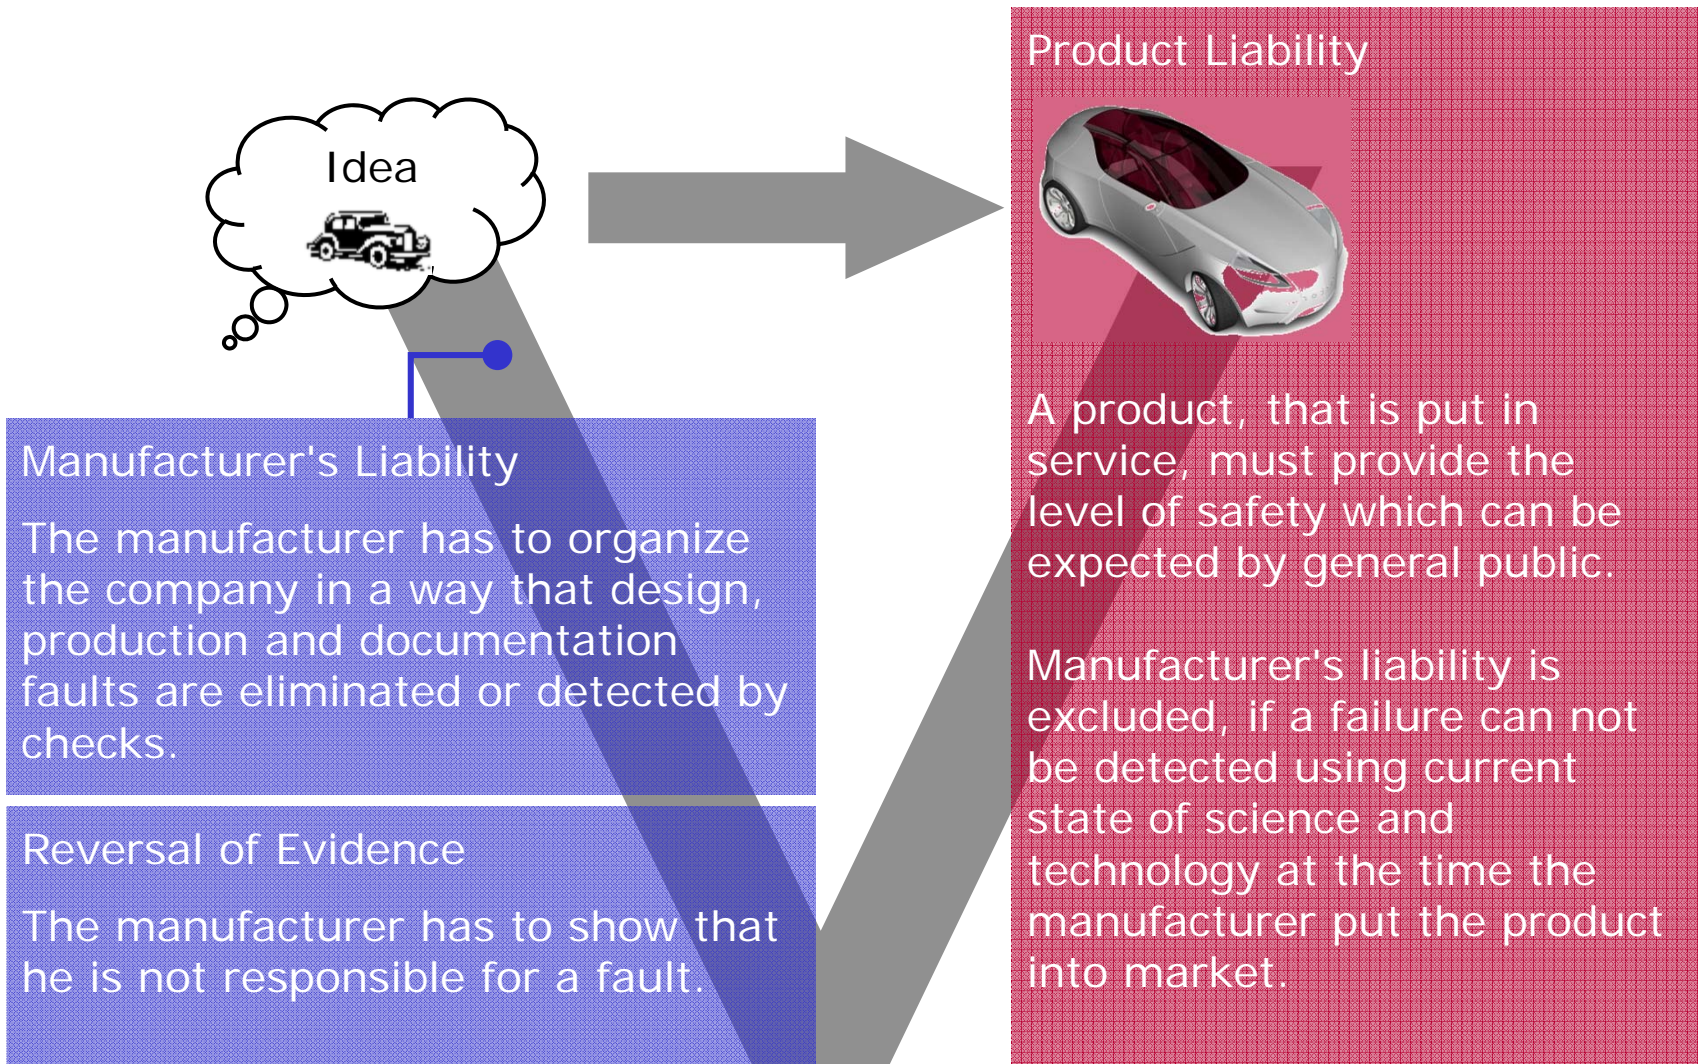 Idea
Manufacturer's Liability
The manufacturer has to organize
the company in a way that design,
production and documentation
faults are eliminated or detected by
checks.
Reversal of Evidence
The manufacturer has to show that
he is not responsible for a fault.
Product Liability
A product, that is put in
service, must provide the
level of safety which can be
expected by general public.
Manufacturer's liability is
excluded, if a failure can not
be detected using current
state of science and
technology at the time the
manufacturer put the product
into market.